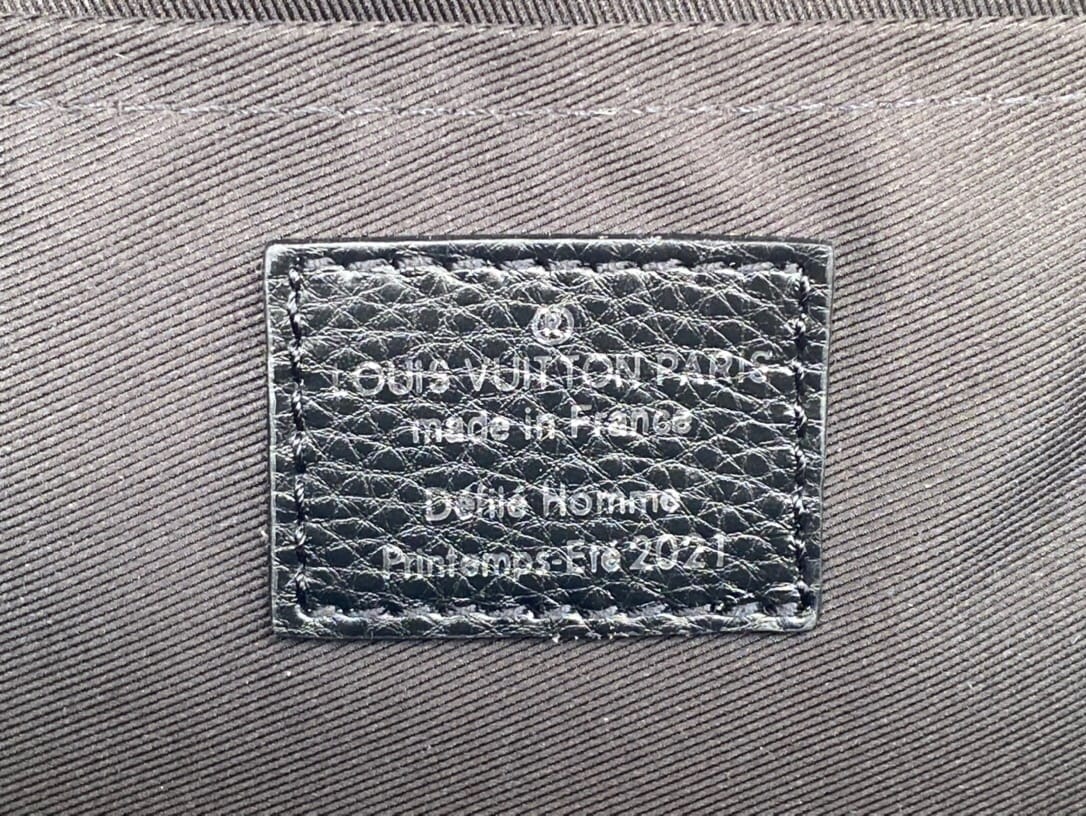 ®
LOUIS VUITTON PARIS
made in France
Défilé Homme
Printemps-Eté 2021